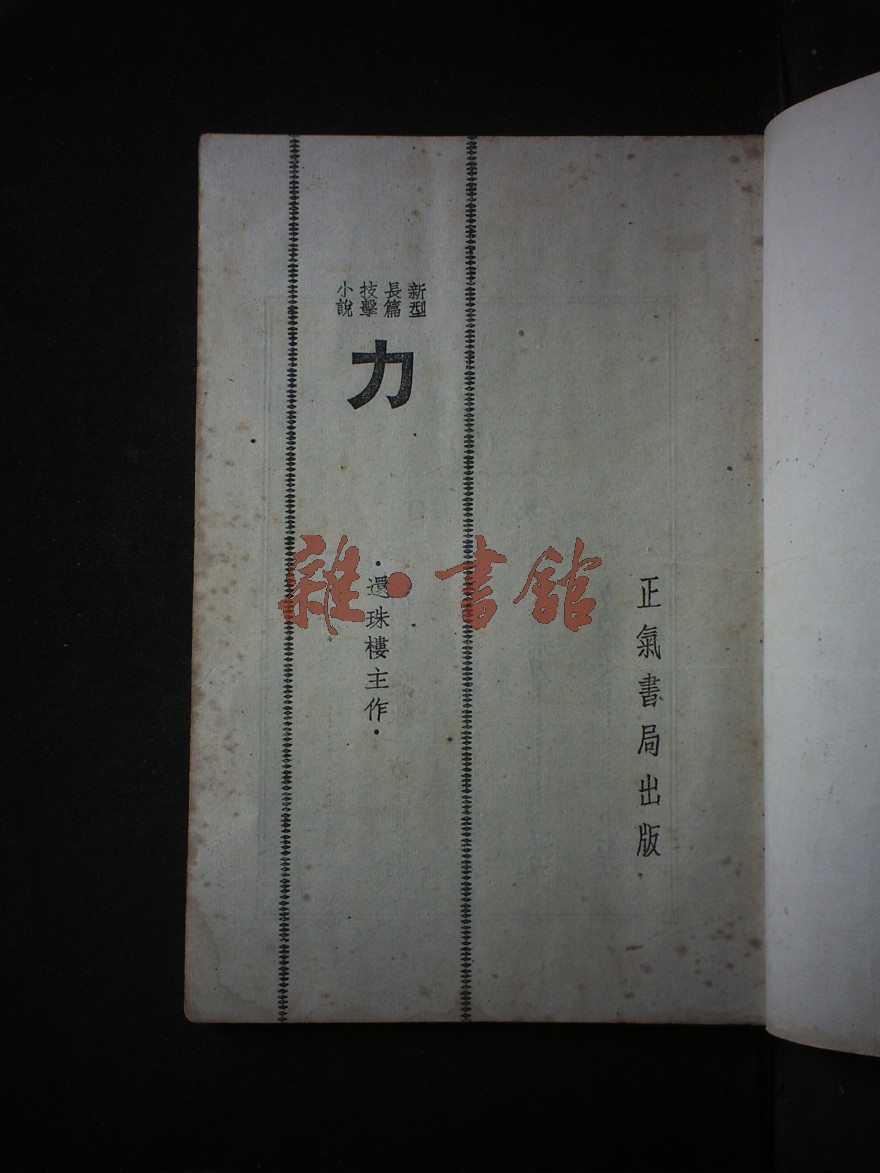 新型
長篇
技擊
小說
力
·還珠樓主作·
正氣書局出版
雜·書館